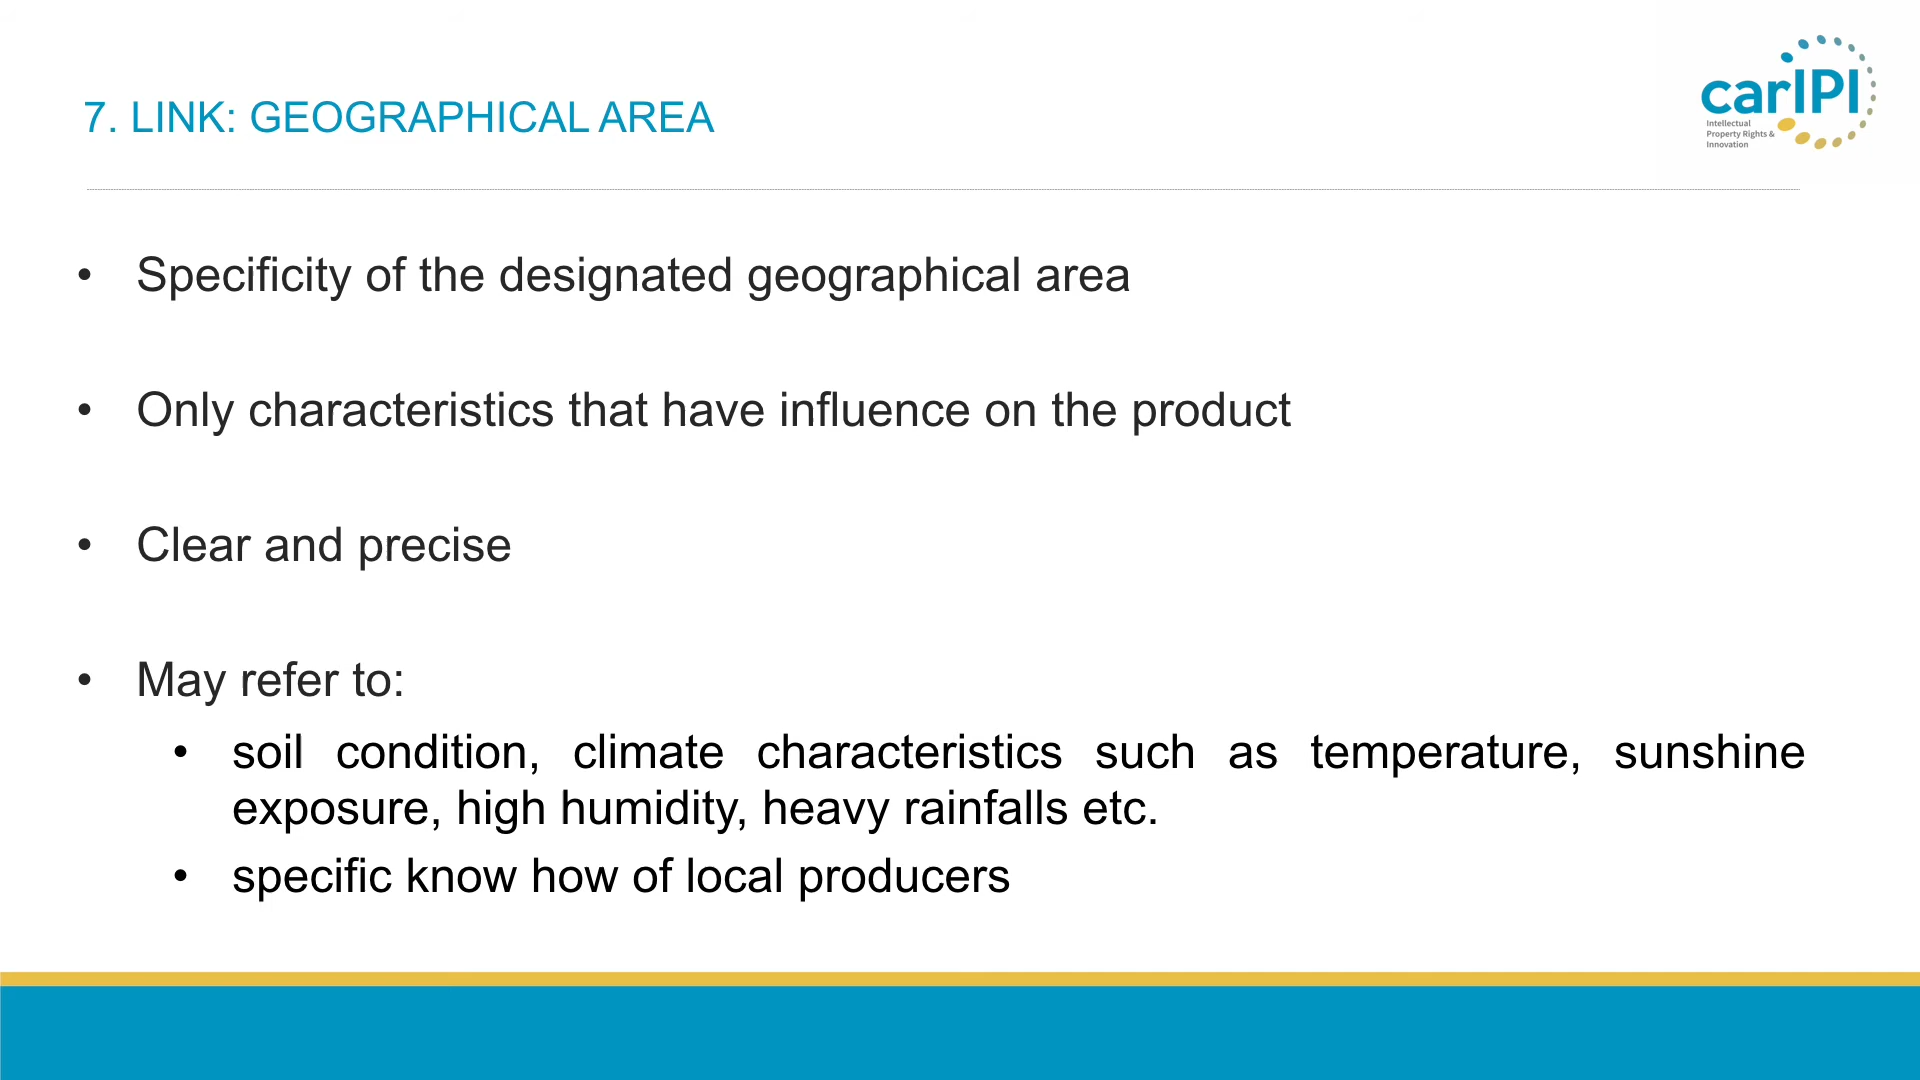 7. LINK: GEOGRAPHICAL AREA
carIPI
Intellectual
Property Rights &
Innovation
• Specificity of the designated geographical area
• Only characteristics that have influence on the product
• Clear and precise
• May refer to:
• soil condition, climate characteristics such as temperature, sunshine
exposure, high humidity, heavy rainfalls etc.
• specific know how of local producers